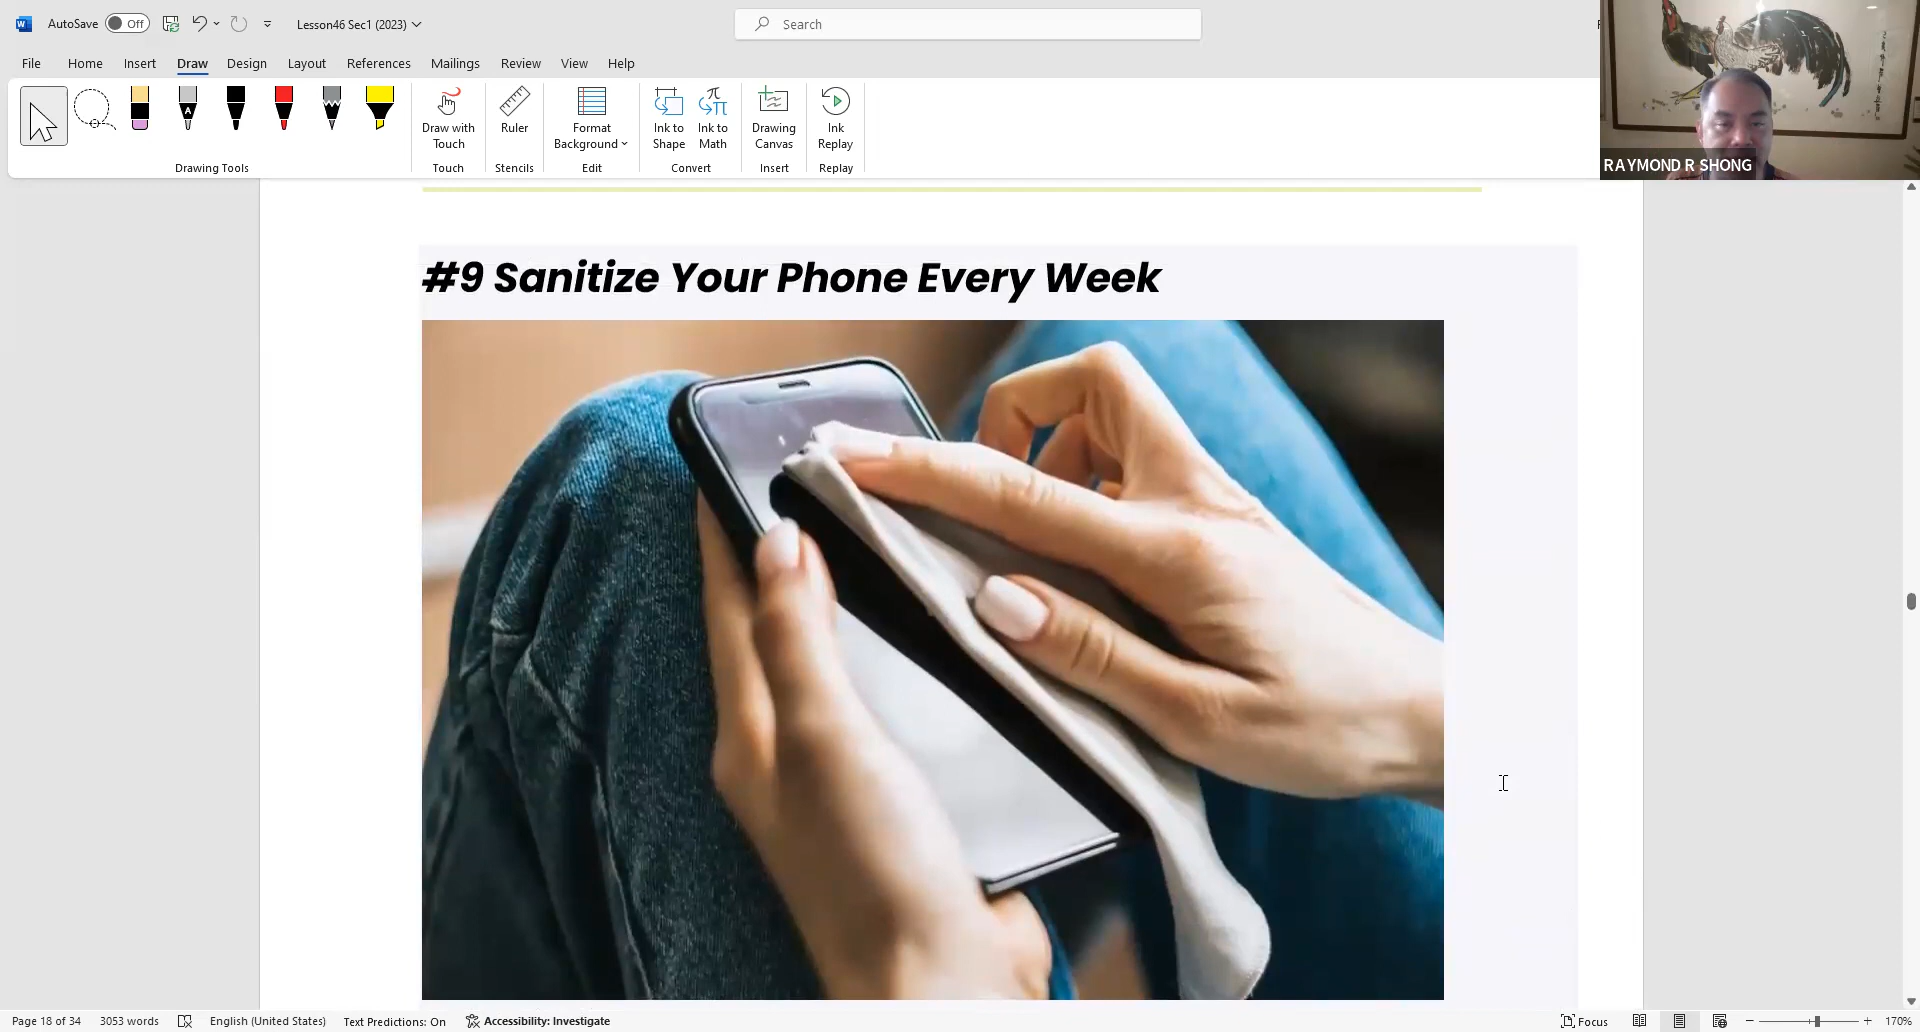 AutoSave Off Lesson46 Sec1 (2023) Search
File Home Insert Draw Design Layout References Mailings Review View Help
Draw with Touch
Ruler
Format Background
Ink to Shape
Ink to Math
Drawing Canvas
Ink Replay
Drawing Tools Touch Stencils Edit Convert Insert Replay
RAYMOND R SHONG
#9 Sanitize Your Phone Every Week
Page 18 of 34 3053 words English (United States) Text Predictions: On Accessibility: Investigate Focus 170%